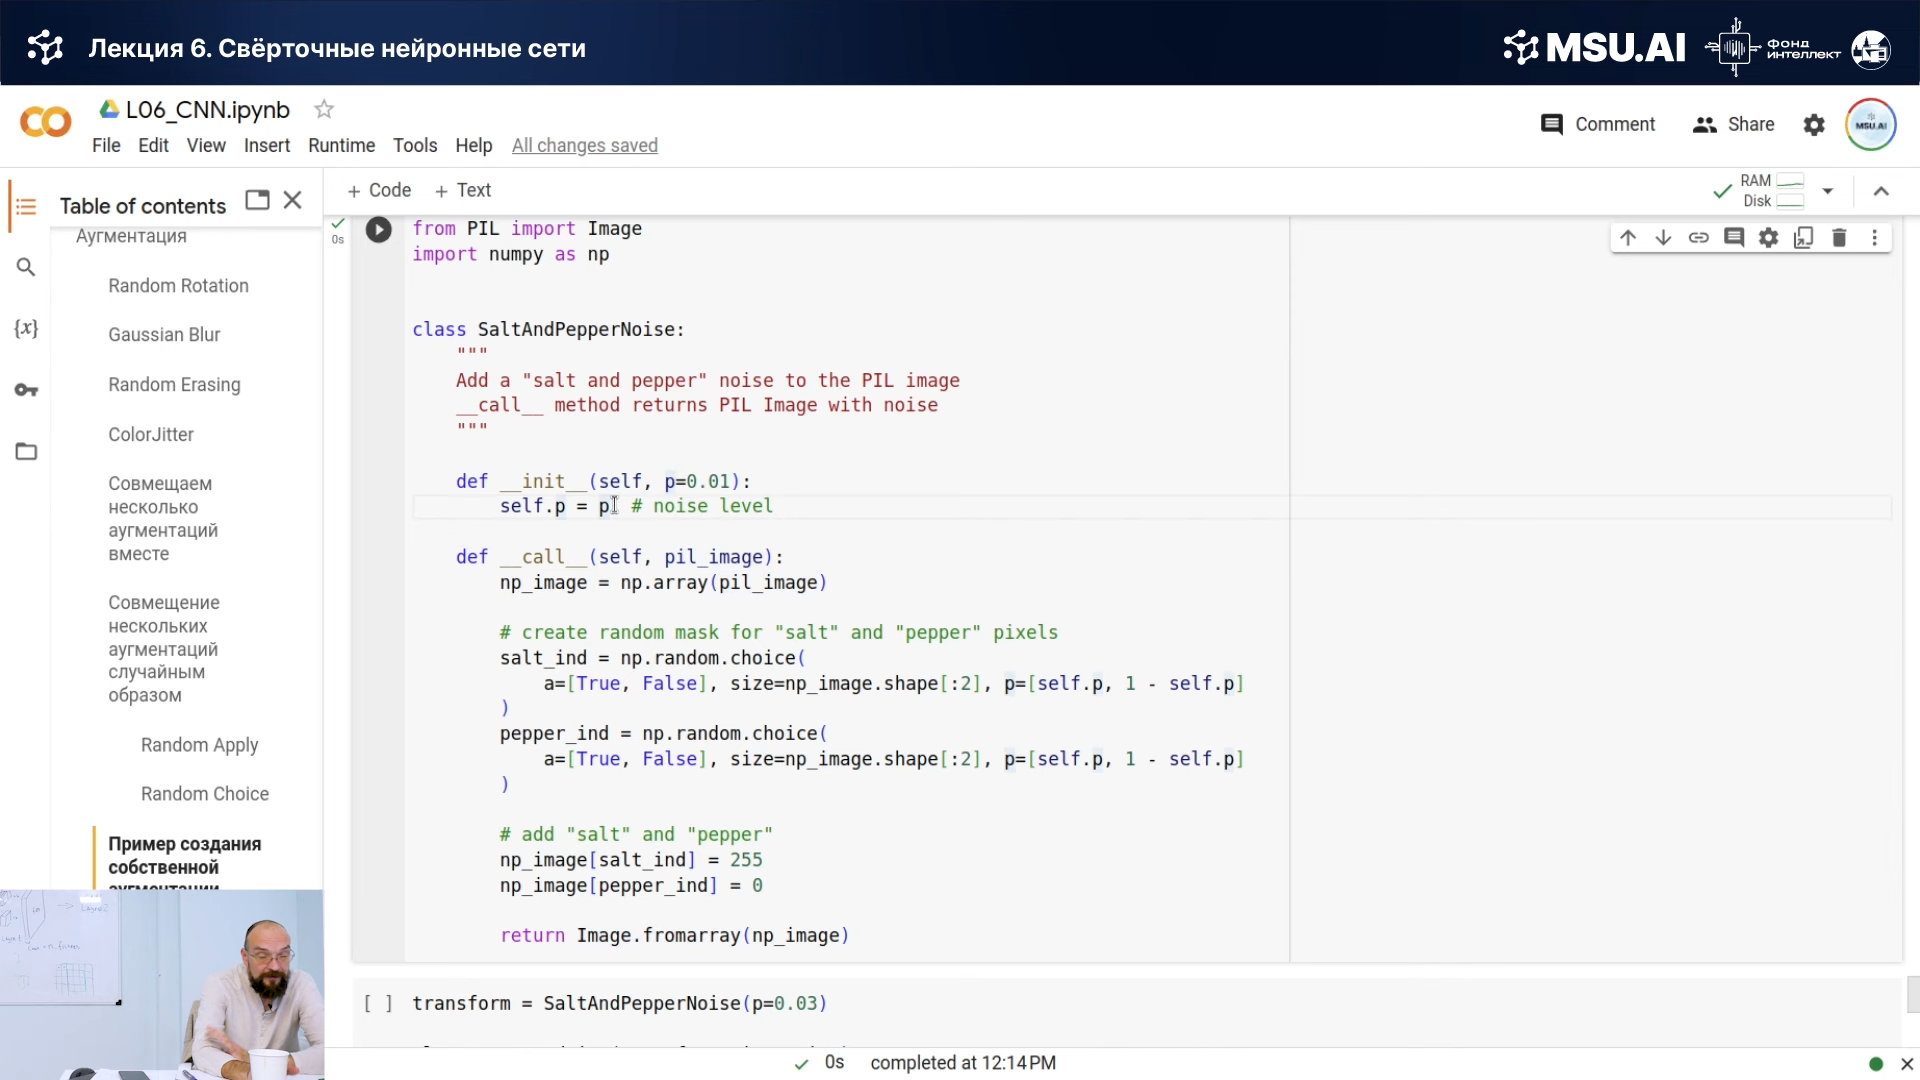 Лекция 6. Свёрточные нейронные сети
MSU.AI
ФОНД
ИНТЕЛЛЕКТ
L06_CNN.ipynb
File Edit View Insert Runtime Tools Help All changes saved
Comment
Share
MSU.AI
Table of contents
+ Code + Text
RAM
Disk
Аугментация
Random Rotation
Gaussian Blur
Random Erasing
ColorJitter
Совмещаем
несколько
аугментаций
вместе
Совмещение
нескольких
аугментаций
случайным
образом
Random Apply
Random Choice
Пример создания
собственной
аугментации
{x}
0s
from PIL import Image
import numpy as np
class SaltAndPepperNoise:
"""
Add a "salt and pepper" noise to the PIL image
__call__ method returns PIL Image with noise
"""
def __init__(self, p=0.01):
self.p = p # noise level
def __call__(self, pil_image):
np_image = np.array(pil_image)
# create random mask for "salt" and "pepper" pixels
salt_ind = np.random.choice(
a=[True, False], size=np_image.shape[:2], p=[self.p, 1 - self.p]
)
pepper_ind = np.random.choice(
a=[True, False], size=np_image.shape[:2], p=[self.p, 1 - self.p]
)
# add "salt" and "pepper"
np_image[salt_ind] = 255
np_image[pepper_ind] = 0
return Image.fromarray(np_image)
[ ] transform = SaltAndPepperNoise(p=0.03)
0s completed at 12:14 PM